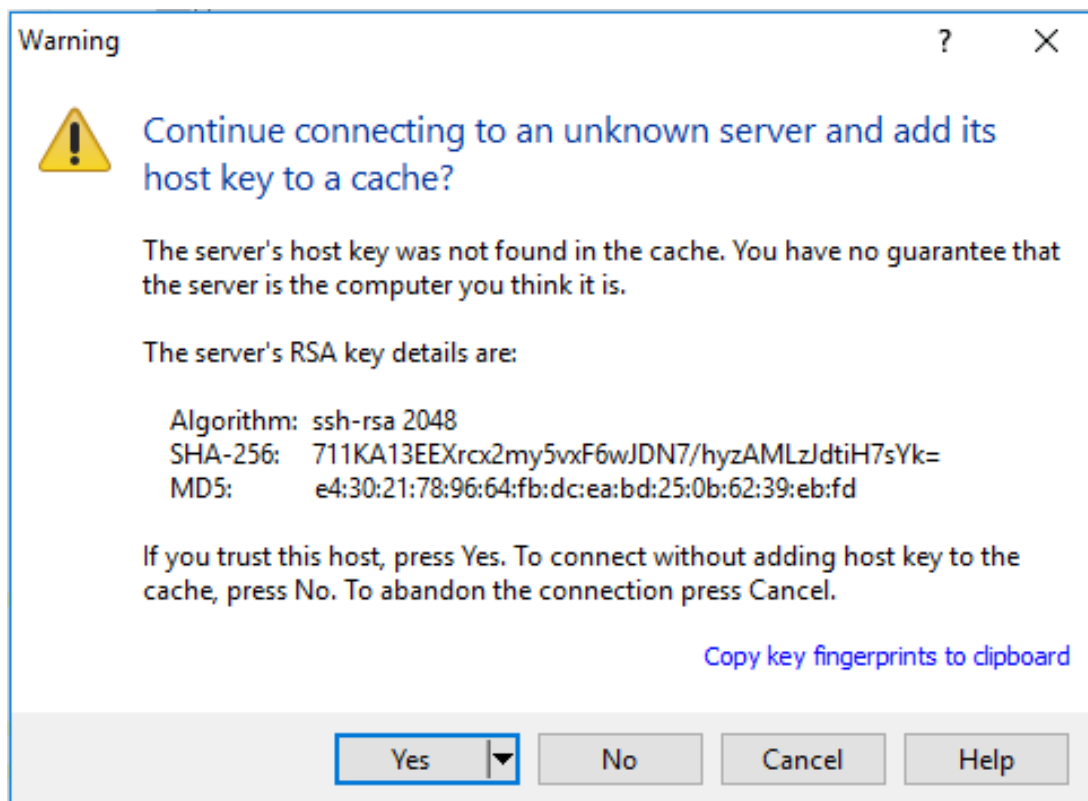 Warning
?
Continue connecting to an unknown server and add its
host key to a cache?
The server's host key was not found in the cache. You have no guarantee that
the server is the computer you think it is.
The server's RSA key details are:
Algorithm: ssh-rsa 2048
SHA-256: 711KA13EEXrcx2my5vxF6wJDN7/hyzAMLzJdtiH7sYk=
MD5: e4:30:21:78:96:64:fb:dc:ea:bd:25:0b:62:39:eb:fd
If you trust this host, press Yes. To connect without adding host key to the
cache, press No. To abandon the connection press Cancel.
Copy key fingerprints to clipboard
Yes No Cancel Help